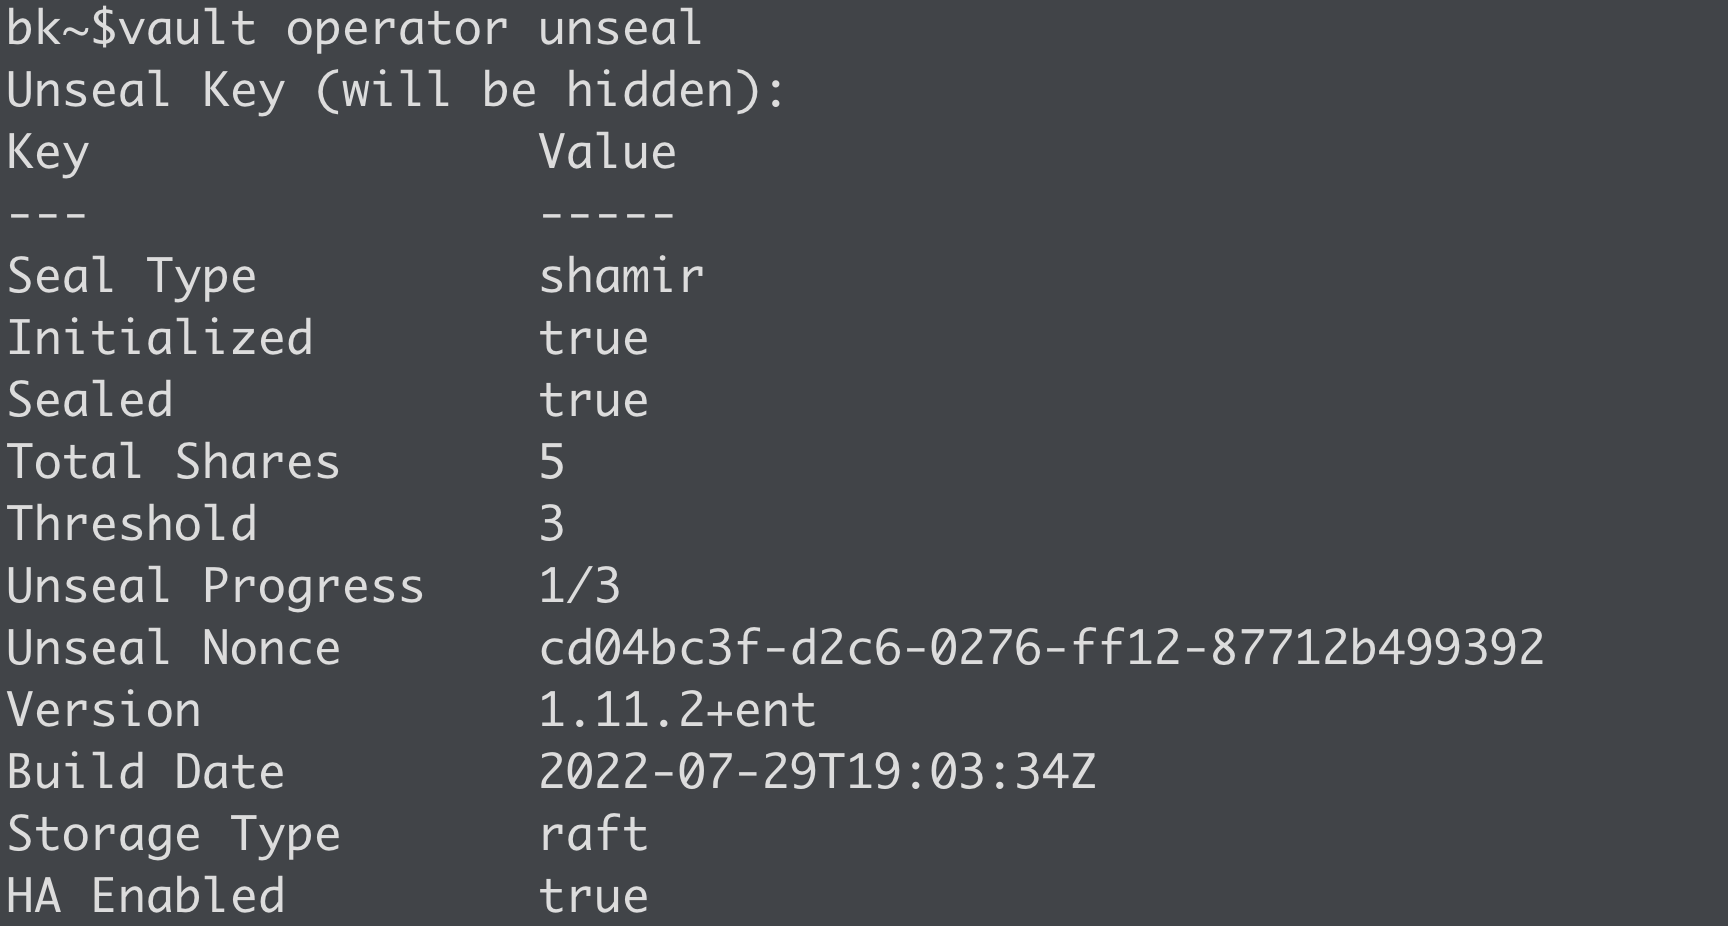 bk~$vault operator unseal
Unseal Key (will be hidden):
Key                Value
---                -----
Seal Type          shamir
Initialized        true
Sealed             true
Total Shares       5
Threshold          3
Unseal Progress    1/3
Unseal Nonce       cd04bc3f-d2c6-0276-ff12-87712b499392
Version            1.11.2+ent
Build Date         2022-07-29T19:03:34Z
Storage Type       raft
HA Enabled         true